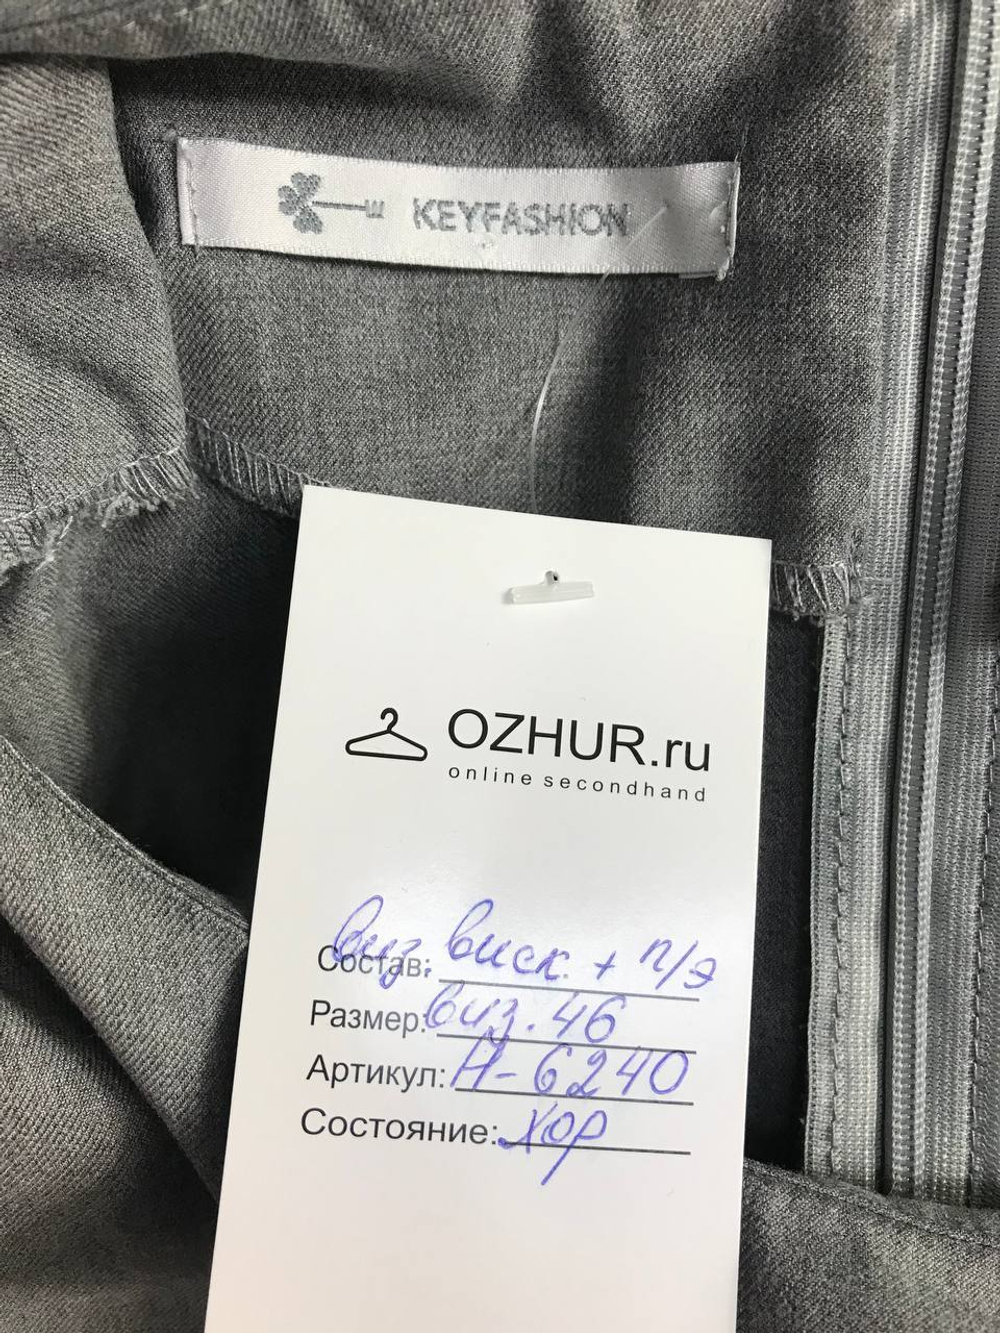 KEYFASHION
OZHUR.ru
online secondhand
Состав: виз. виск. + п/э
Размер: виз. 46
Артикул: Н-6240
Состояние: хор